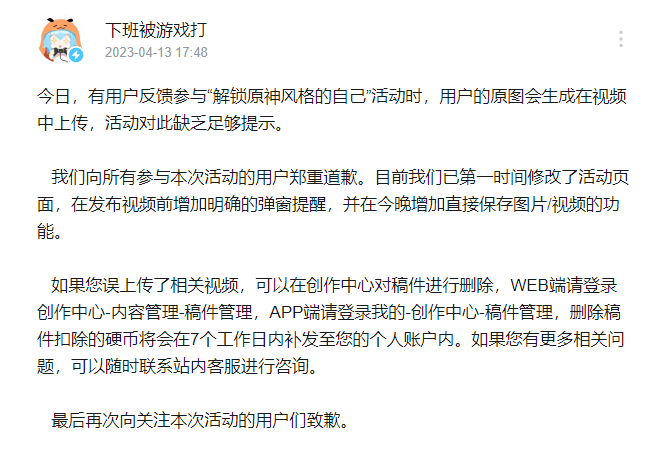 下班被游戏打
2023-04-13 17:48
今日，有用户反馈参与“解锁原神风格的自己”活动时，用户的原图会生成在视频
中上传，活动对此缺乏足够提示。
我们向所有参与本次活动的用户郑重道歉。目前我们已第一时间修改了活动页
面，在发布视频前增加明确的弹窗提醒，并在今晚增加直接保存图片/视频的功
能。
如果您误上传了相关视频，可以在创作中心对稿件进行删除，WEB端请登录
创作中心-内容管理-稿件管理，APP端请登录我的-创作中心-稿件管理，删除稿
件扣除的硬币将会在7个工作日内补发至您的个人账户内。如果您有更多相关问
题，可以随时联系站内客服进行咨询。
最后再次向关注本次活动的用户们致歉。